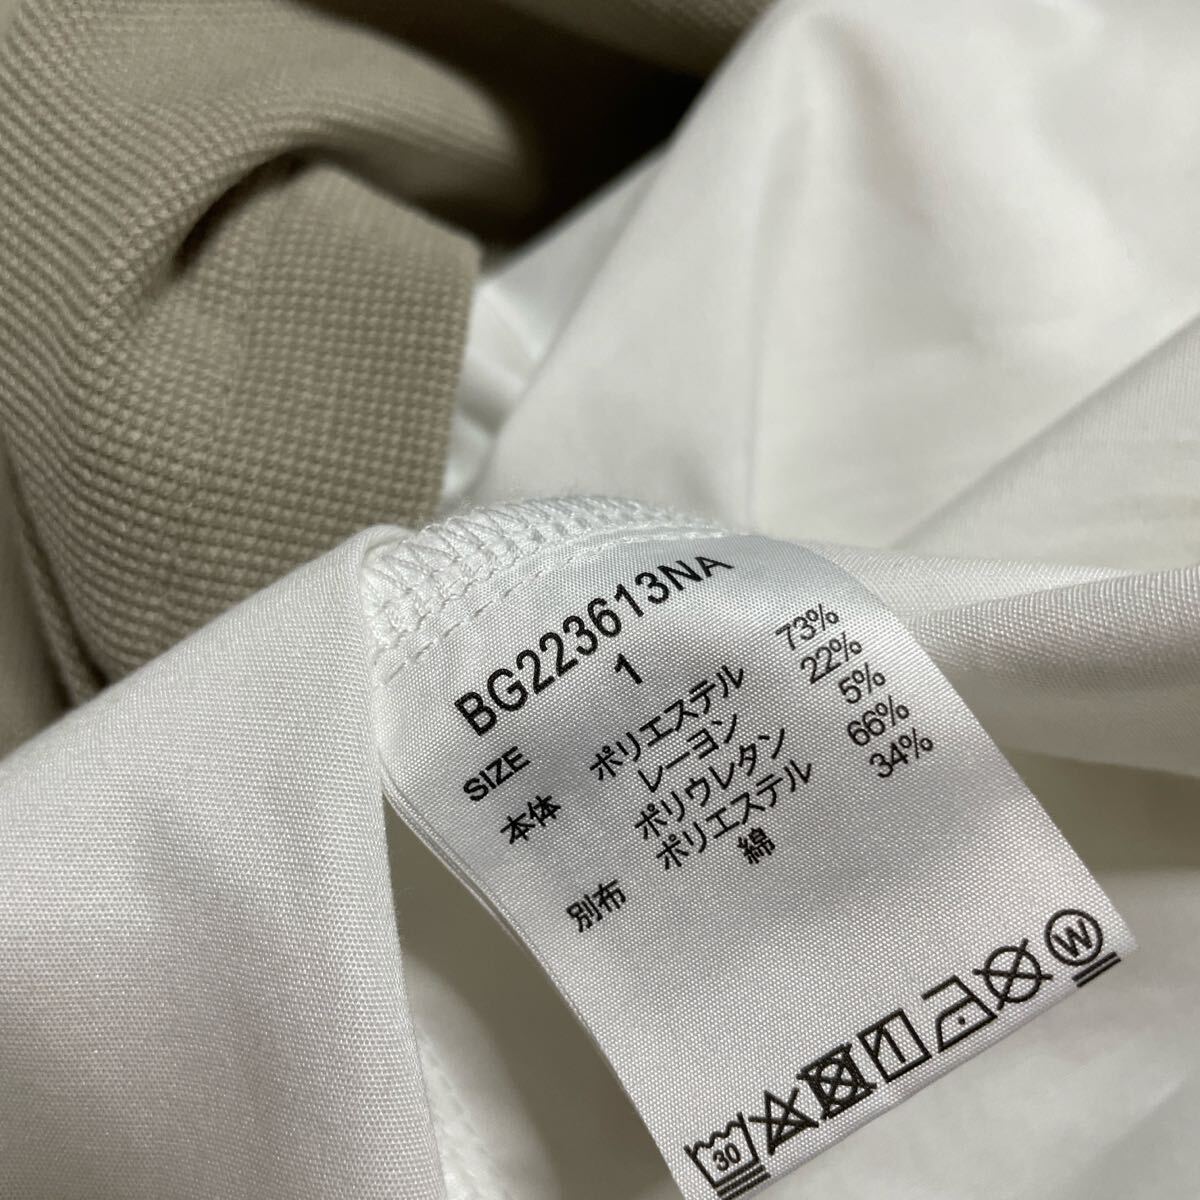 BG223613NA
SIZE 1
本体 ポリエステル 73%
レーヨン 22%
ポリウレタン 5%
別布 ポリエステル 66%
綿 34%
30
W